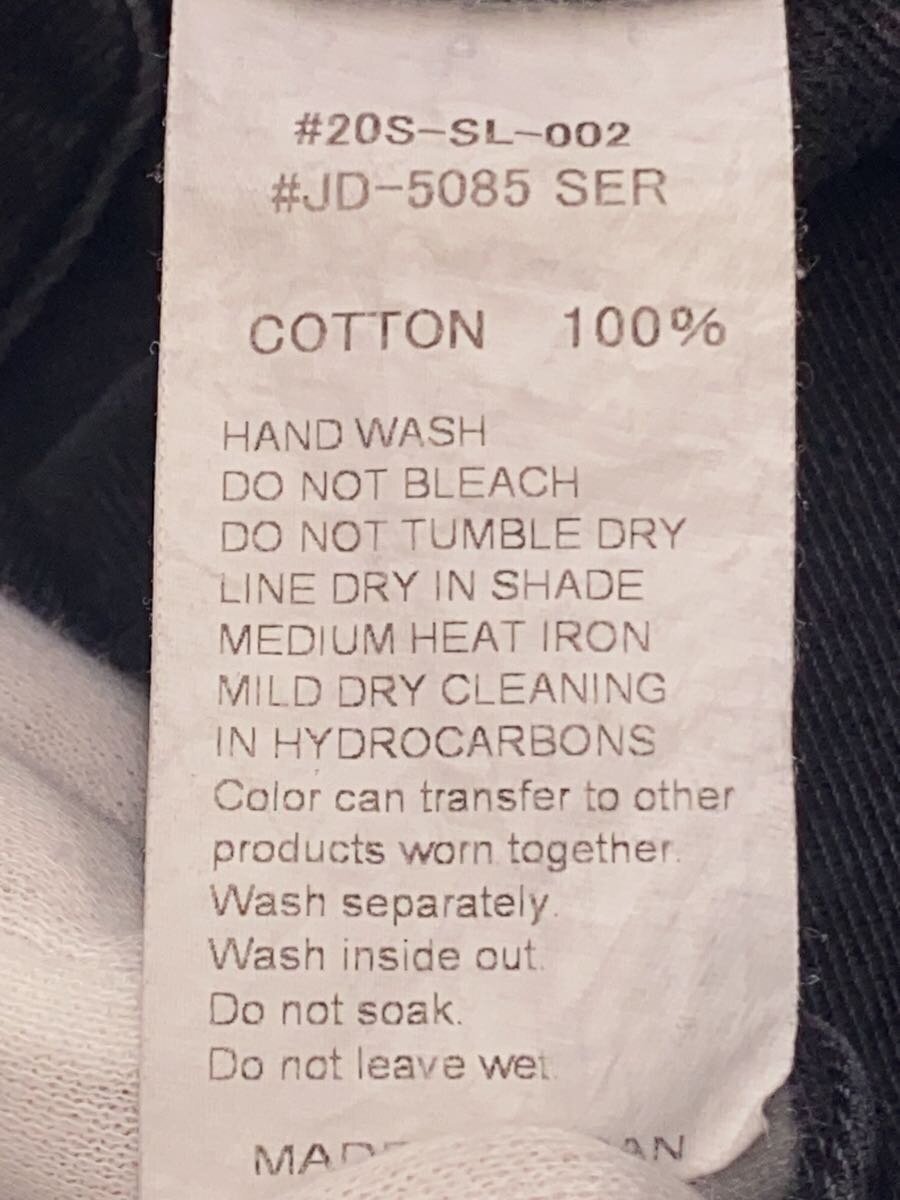 #20S-SL-002
#JD-5085 SER
COTTON 100%
HAND WASH
DO NOT BLEACH
DO NOT TUMBLE DRY
LINE DRY IN SHADE
MEDIUM HEAT IRON
MILD DRY CLEANING
IN HYDROCARBONS
Color can transfer to other
products worn together.
Wash separately.
Wash inside out.
Do not soak.
Do not leave wet.